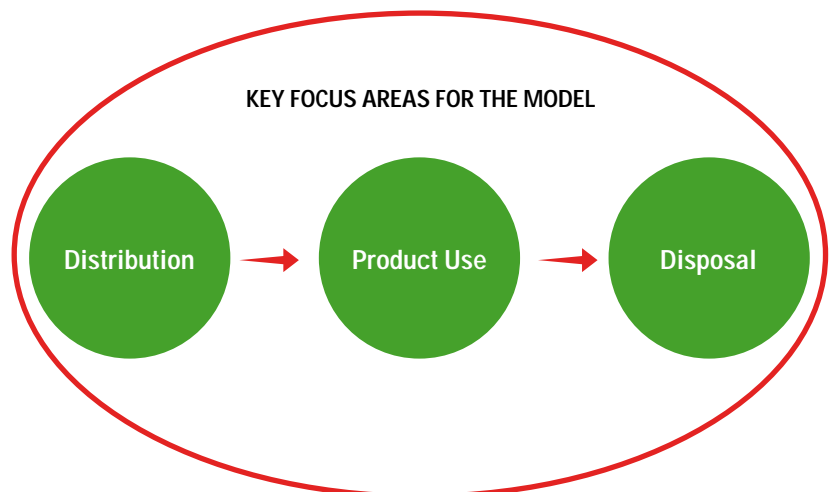 KEY FOCUS AREAS FOR THE MODEL
Distribution
Product Use
Disposal